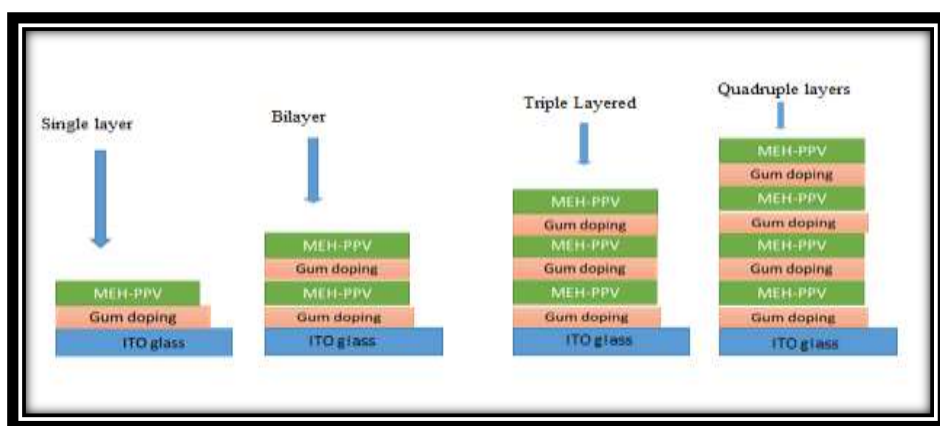 Single layer
MEH-PPV
Gum doping
ITO glass
Bilayer
MEH-PPV
Gum doping
MEH-PPV
Gum doping
ITO glass
Triple Layered
MEH-PPV
Gum doping
MEH-PPV
Gum doping
MEH-PPV
Gum doping
ITO glass
Quadruple layers
MEH-PPV
Gum doping
MEH-PPV
Gum doping
MEH-PPV
Gum doping
MEH-PPV
Gum doping
ITO glass